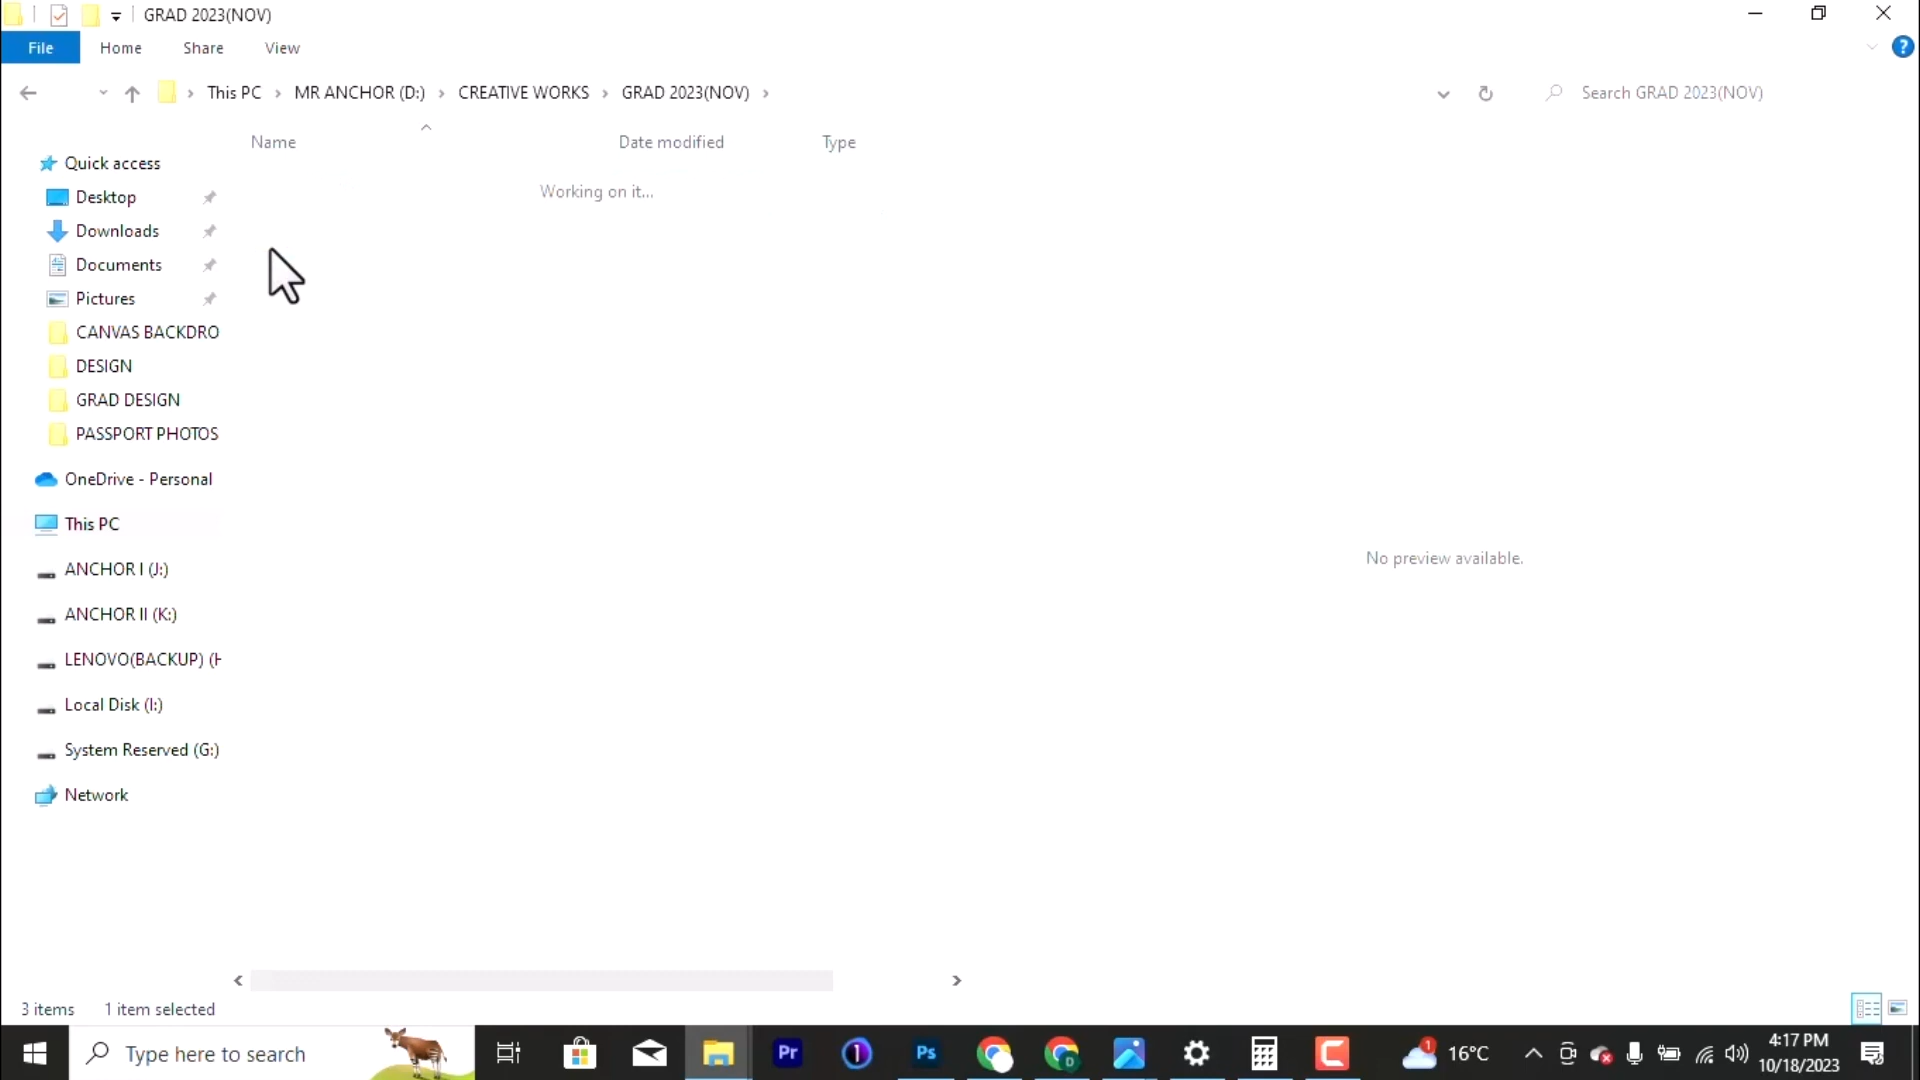 GRAD 2023(NOV)
File Home Share View
This PC MR ANCHOR (D:) CREATIVE WORKS GRAD 2023(NOV) Search GRAD 2023(NOV)
Name Date modified Type
Working on it...
Quick access
Desktop
Downloads
Documents
Pictures
CANVAS BACKDRO
DESIGN
GRAD DESIGN
PASSPORT PHOTOS
OneDrive - Personal
This PC
ANCHOR I (J:)
ANCHOR II (K:)
LENOVO(BACKUP) (H
Local Disk (I:)
System Reserved (G:)
Network
No preview available.
3 items 1 item selected
Type here to search
Pr
Ps
D
1
16°C
4:17 PM
10/18/2023